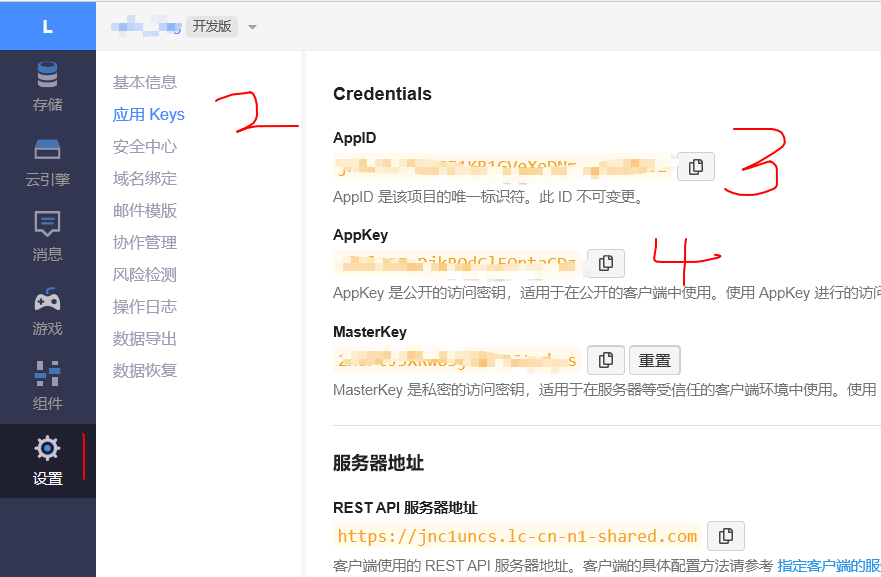 L
开发版
存储
云引擎
消息
游戏
组件
设置
基本信息
应用 Keys
安全中心
域名绑定
邮件模版
协作管理
风险检测
操作日志
数据导出
数据恢复
2
Credentials
AppID
3
AppID 是该项目的唯一标识符。此 ID 不可变更。
AppKey
4
AppKey 是公开的访问密钥，适用于在公开的客户端中使用。使用 AppKey 进行的访问
MasterKey
重置
MasterKey 是私密的访问密钥，适用于在服务器等受信任的客户端环境中使用。使用
服务器地址
REST API 服务器地址
https://jnc1uncs.lc-cn-n1-shared.com
客户端使用的 REST API 服务器地址。客户端的具体配置方法请参考 指定客户端的服